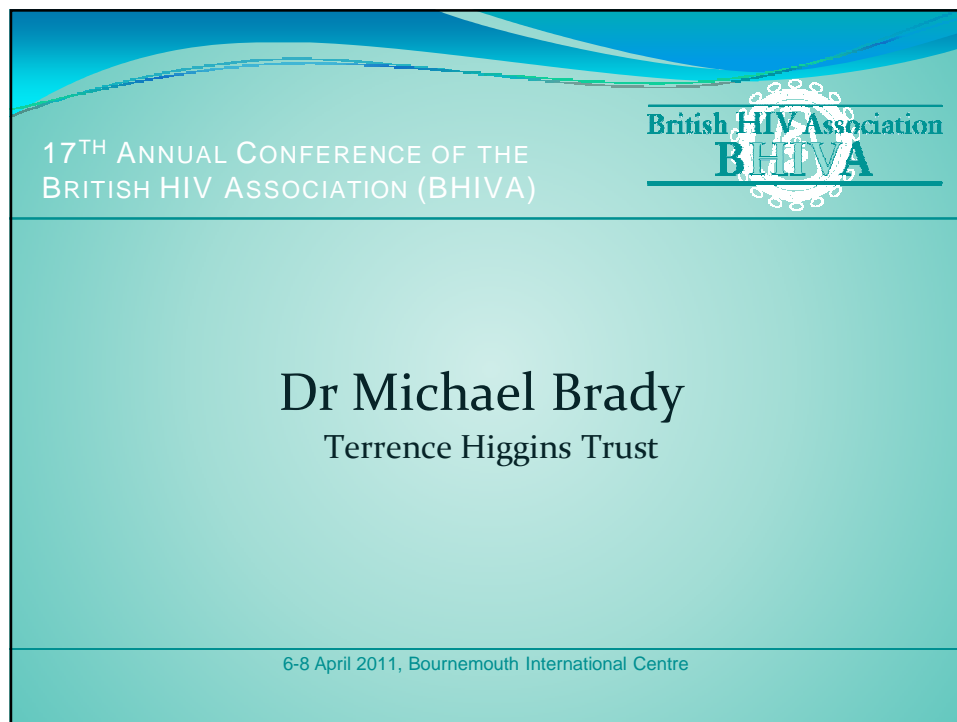 17TH ANNUAL CONFERENCE OF THE
BRITISH HIV ASSOCIATION (BHIVA)
British HIV Association
BHIVA
Dr Michael Brady
Terrence Higgins Trust
6-8 April 2011, Bournemouth International Centre